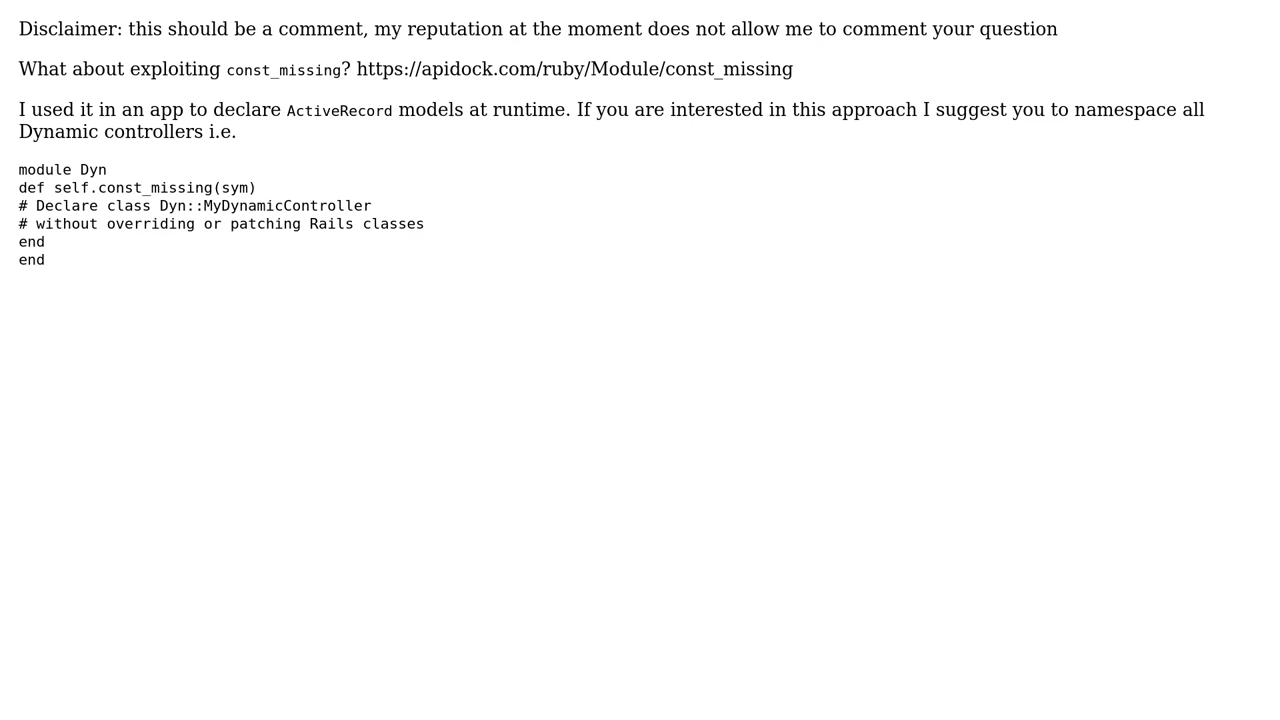 Disclaimer: this should be a comment, my reputation at the moment does not allow me to comment your question
What about exploiting const_missing? https://apidock.com/ruby/Module/const_missing
I used it in an app to declare ActiveRecord models at runtime. If you are interested in this approach I suggest you to namespace all
Dynamic controllers i.e.
module Dyn
def self.const_missing(sym)
# Declare class Dyn::MyDynamicController
# without overriding or patching Rails classes
end
end